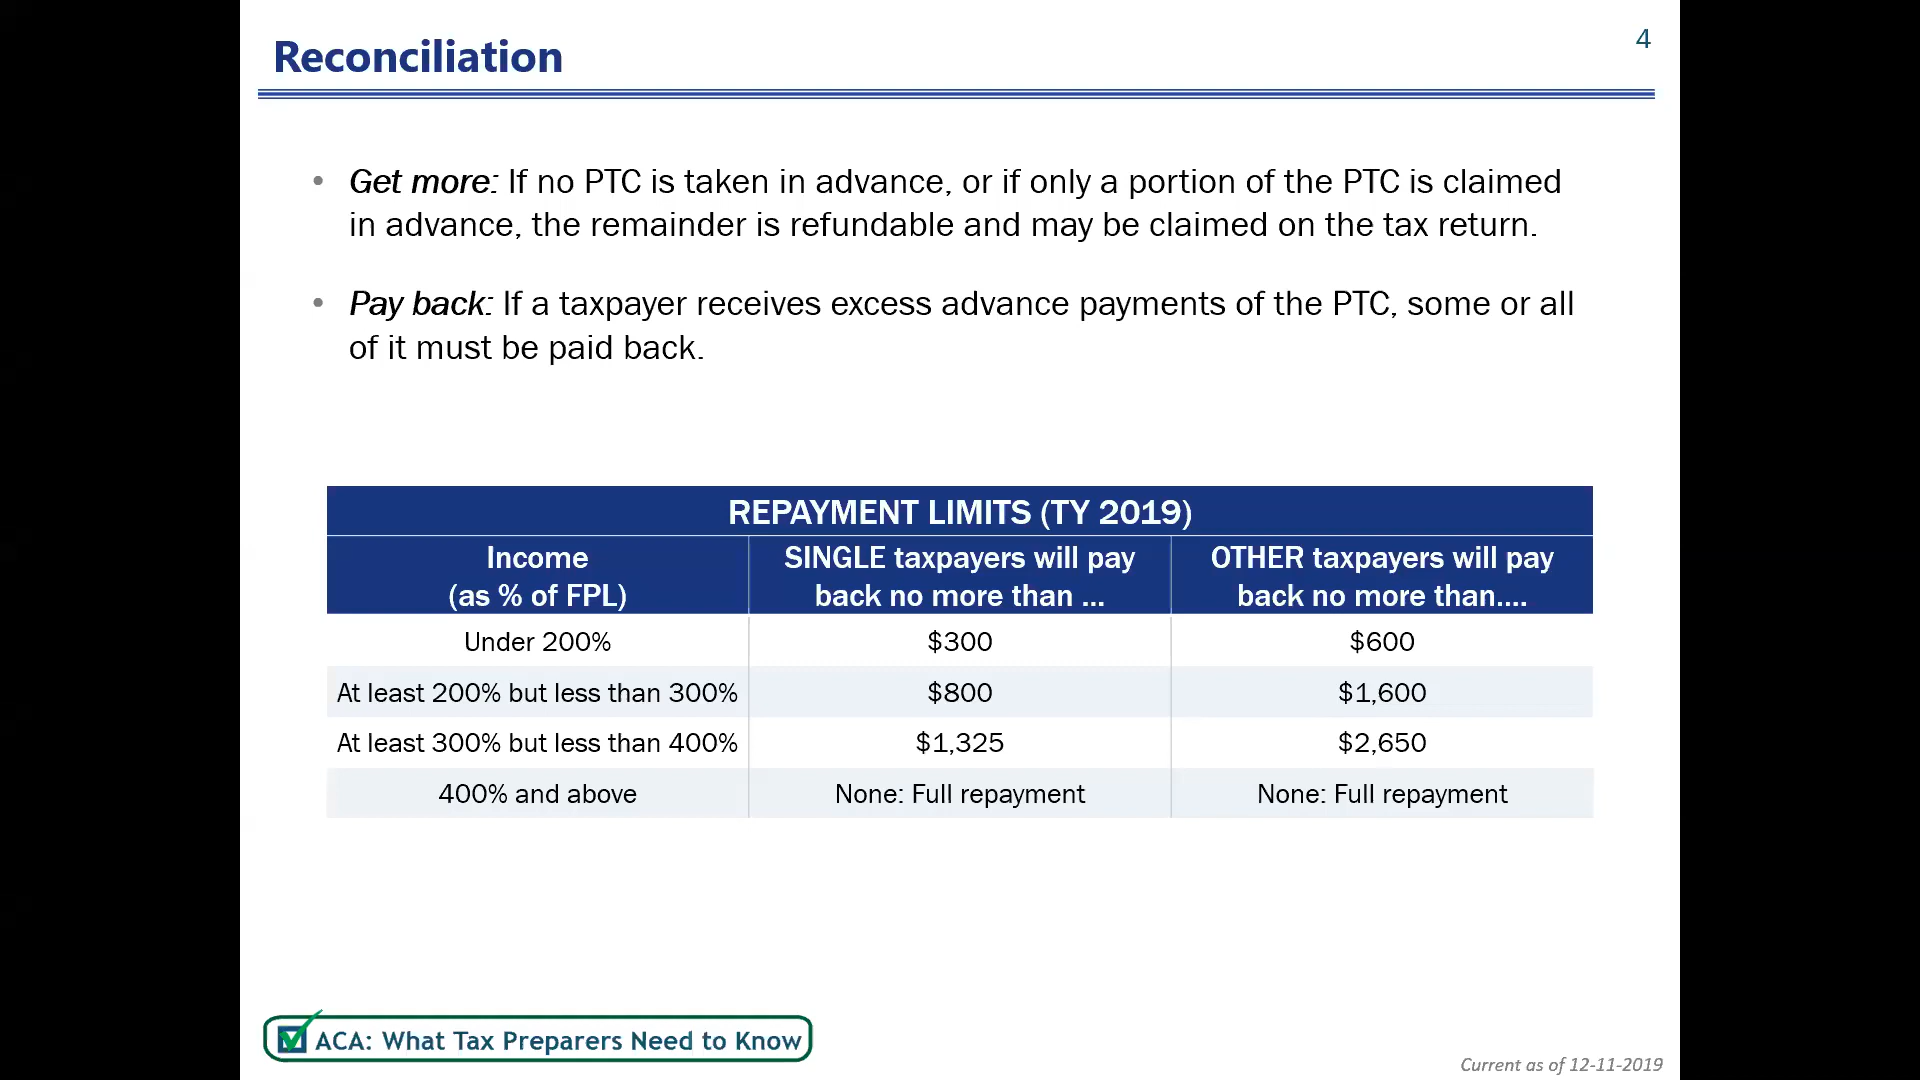 Reconciliation
4
• Get more: If no PTC is taken in advance, or if only a portion of the PTC is claimed
in advance, the remainder is refundable and may be claimed on the tax return.
• Pay back: If a taxpayer receives excess advance payments of the PTC, some or all
of it must be paid back.
REPAYMENT LIMITS (TY 2019)
Income
(as % of FPL)
SINGLE taxpayers will pay
back no more than ...
OTHER taxpayers will pay
back no more than....
Under 200% $300 $600
At least 200% but less than 300% $800 $1,600
At least 300% but less than 400% $1,325 $2,650
400% and above None: Full repayment None: Full repayment
ACA: What Tax Preparers Need to Know
Current as of 12-11-2019